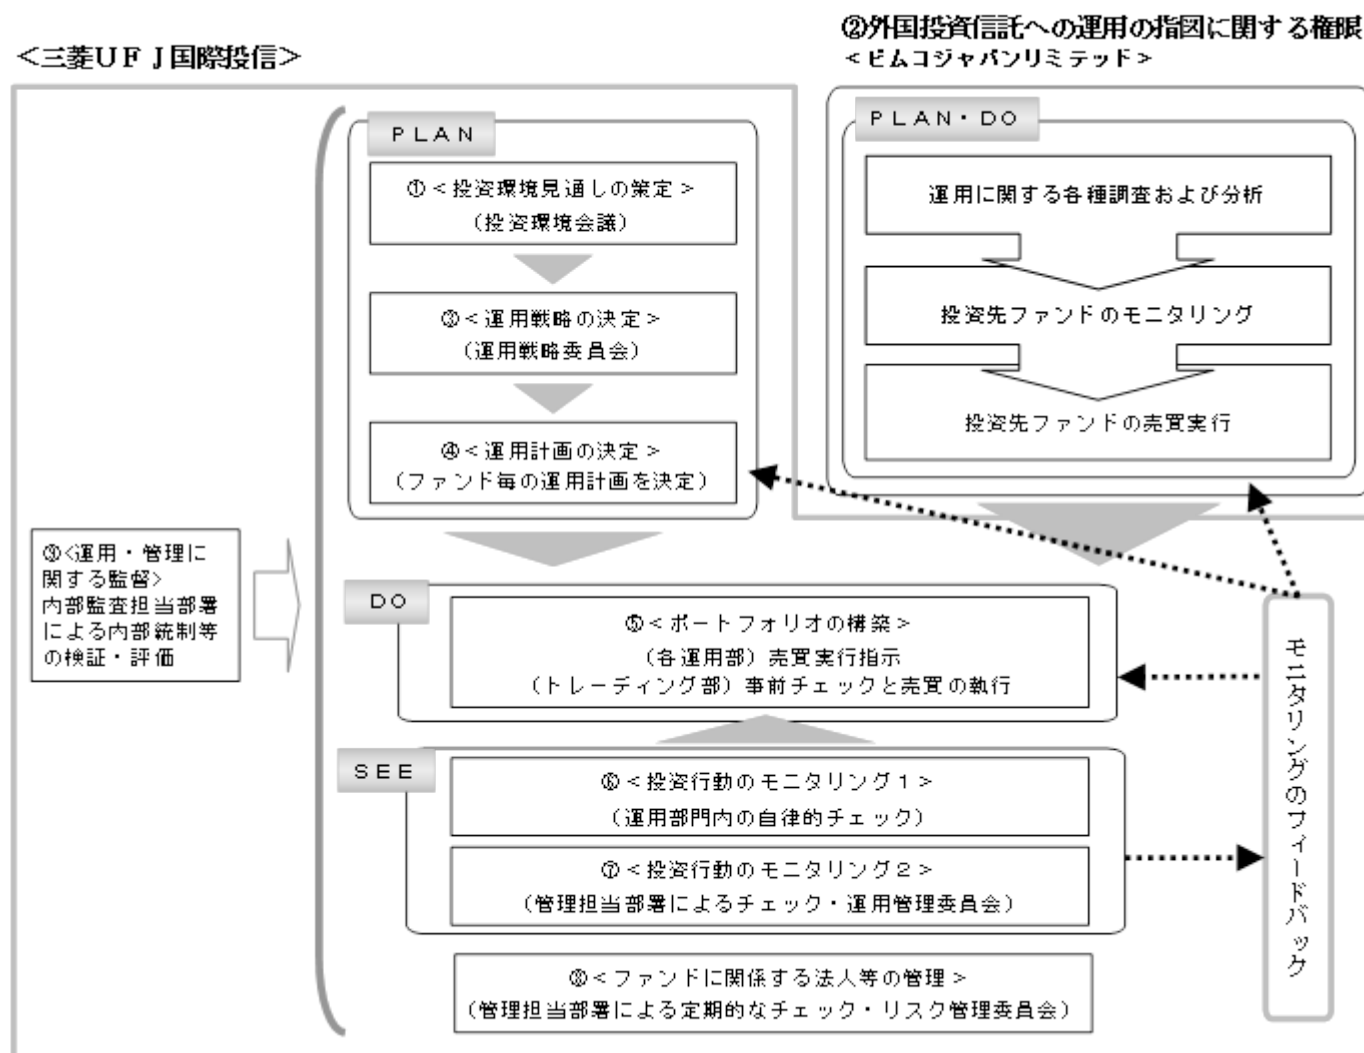 <三菱UFJ国際投信>
②外国投資信託への運用の指図に関する権限
<ピムコジャパンリミテッド>
PLAN
①<投資環境見通しの策定>
(投資環境会議)
③<運用戦略の決定>
(運用戦略委員会)
④<運用計画の決定>
(ファンド毎の運用計画を決定)
PLAN・DO
運用に関する各種調査および分析
投資先ファンドのモニタリング
投資先ファンドの売買実行
⑨<運用・管理に
関する監督>
内部監査担当部署
による内部統制等
の検証・評価
DO
⑤<ポートフォリオの構築>
(各運用部)売買実行指示
(トレーディング部)事前チェックと売買の執行
SEE
⑥<投資行動のモニタリング1>
(運用部門内の自律的チェック)
⑦<投資行動のモニタリング2>
(管理担当部署によるチェック・運用管理委員会)
⑧<ファンドに関係する法人等の管理>
(管理担当部署による定期的なチェック・リスク管理委員会)
モニタリングのフィードバック